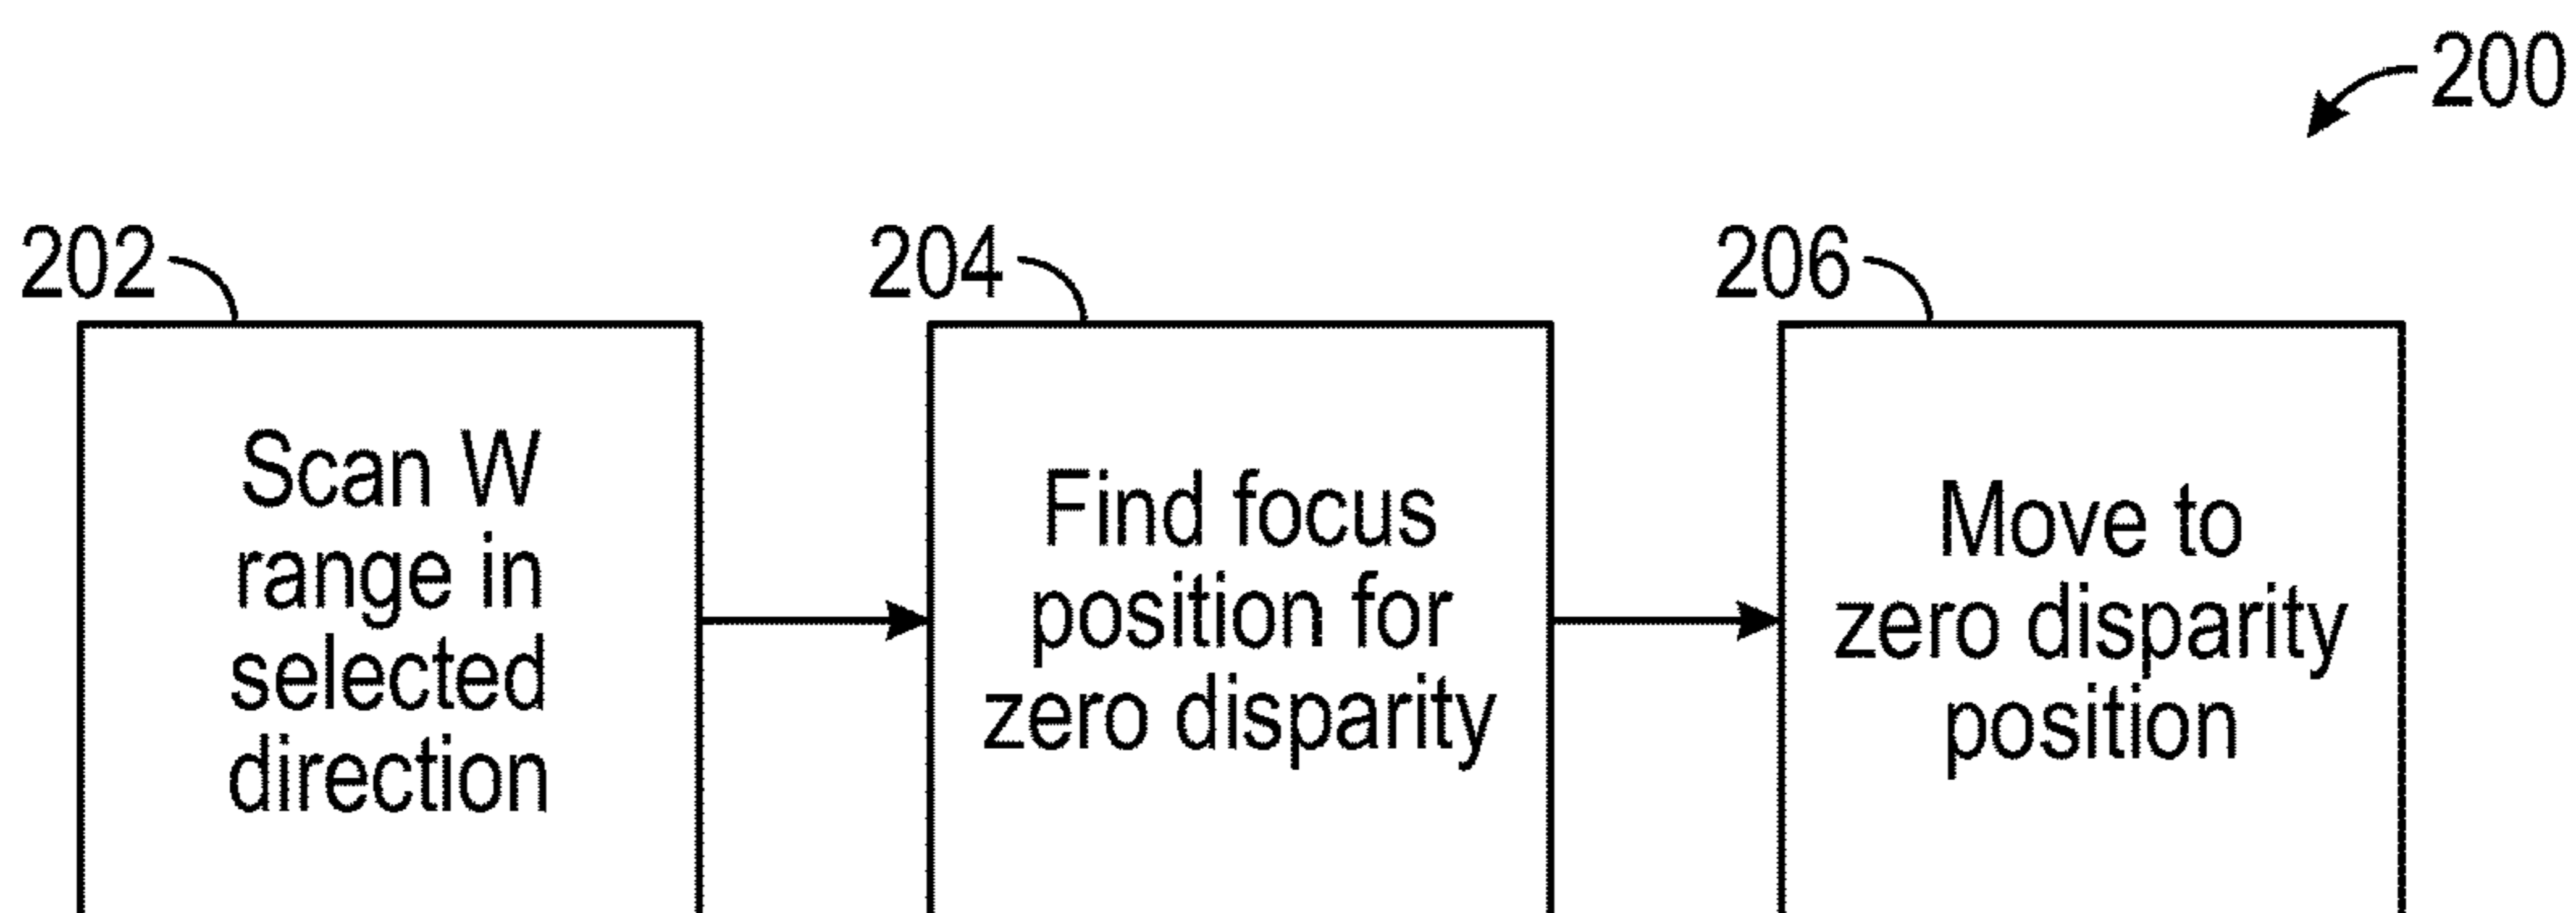 200
202
204
206
Scan W
range in
selected
direction
Find focus
position for
zero disparity
Move to
zero disparity
position